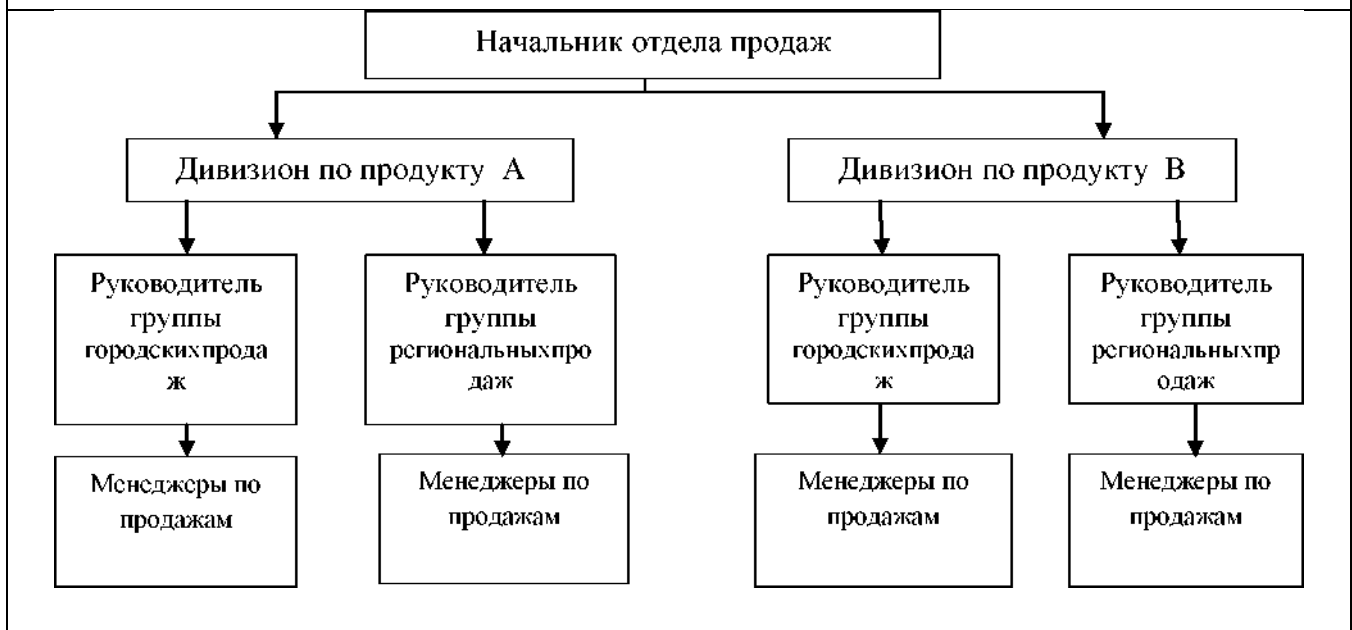 Начальник отдела продаж
Дивизион по продукту А
Дивизион по продукту В
Руководитель
группы
городскихпрода
ж
Руководитель
группы
региональныхпро
даж
Руководитель
группы
городскихпрода
ж
Руководитель
группы
региональныхпр
одаж
Менеджеры по
продажам
Менеджеры по
продажам
Менеджеры по
продажам
Менеджеры по
продажам